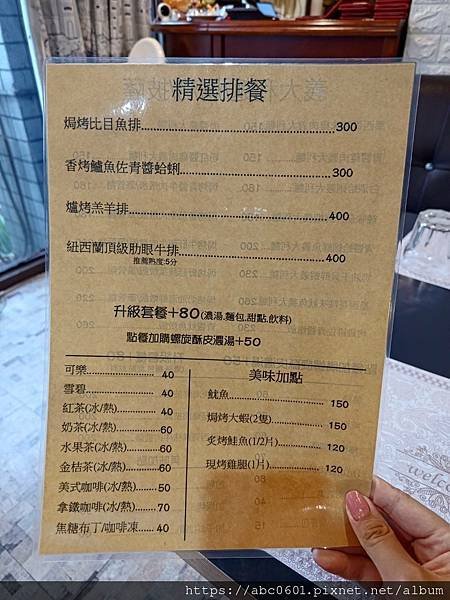 精選排餐
焗烤比目魚排 300
香烤鱸魚佐青醬蛤蜊 300
爐烤羔羊排 400
紐西蘭頂級肋眼牛排 400
推薦熟度:5分
升級套餐+80(濃湯.麵包.甜點.飲料)
點餐加購螺旋酥皮濃湯+50
可樂 40
雪碧 40
紅茶(冰/熱) 40
奶茶(冰/熱) 60
水果茶(冰/熱) 60
金桔茶(冰/熱) 60
美式咖啡(冰/熱) 50
拿鐵咖啡(冰/熱) 70
焦糖布丁/咖啡凍 40
美味加點
魷魚 150
焗烤大蝦(2隻) 150
炙烤鮭魚(1/2片) 120
現烤雞腿(1片) 120
welco
https://abc0601.pixnet.net/album